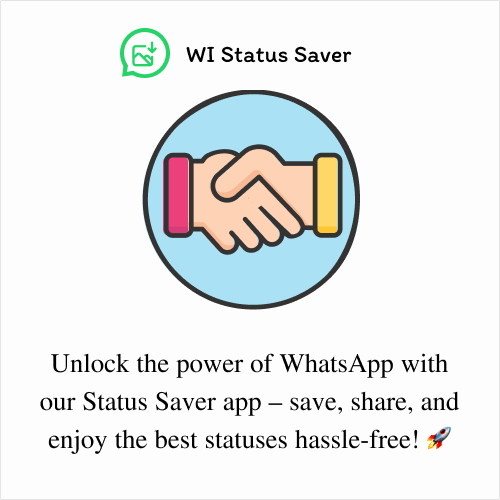 WI Status Saver
Unlock the power of WhatsApp with
our Status Saver app – save, share, and
enjoy the best statuses hassle-free! 🚀